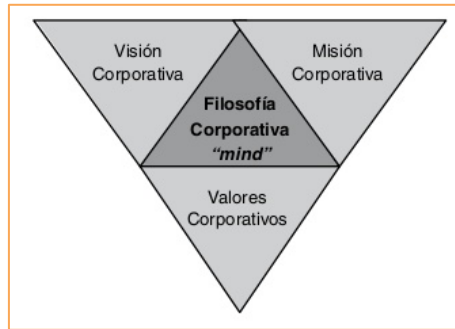 Visión
Corporativa
Misión
Corporativa
Filosofía
Corporativa
“mind”
Valores
Corporativos